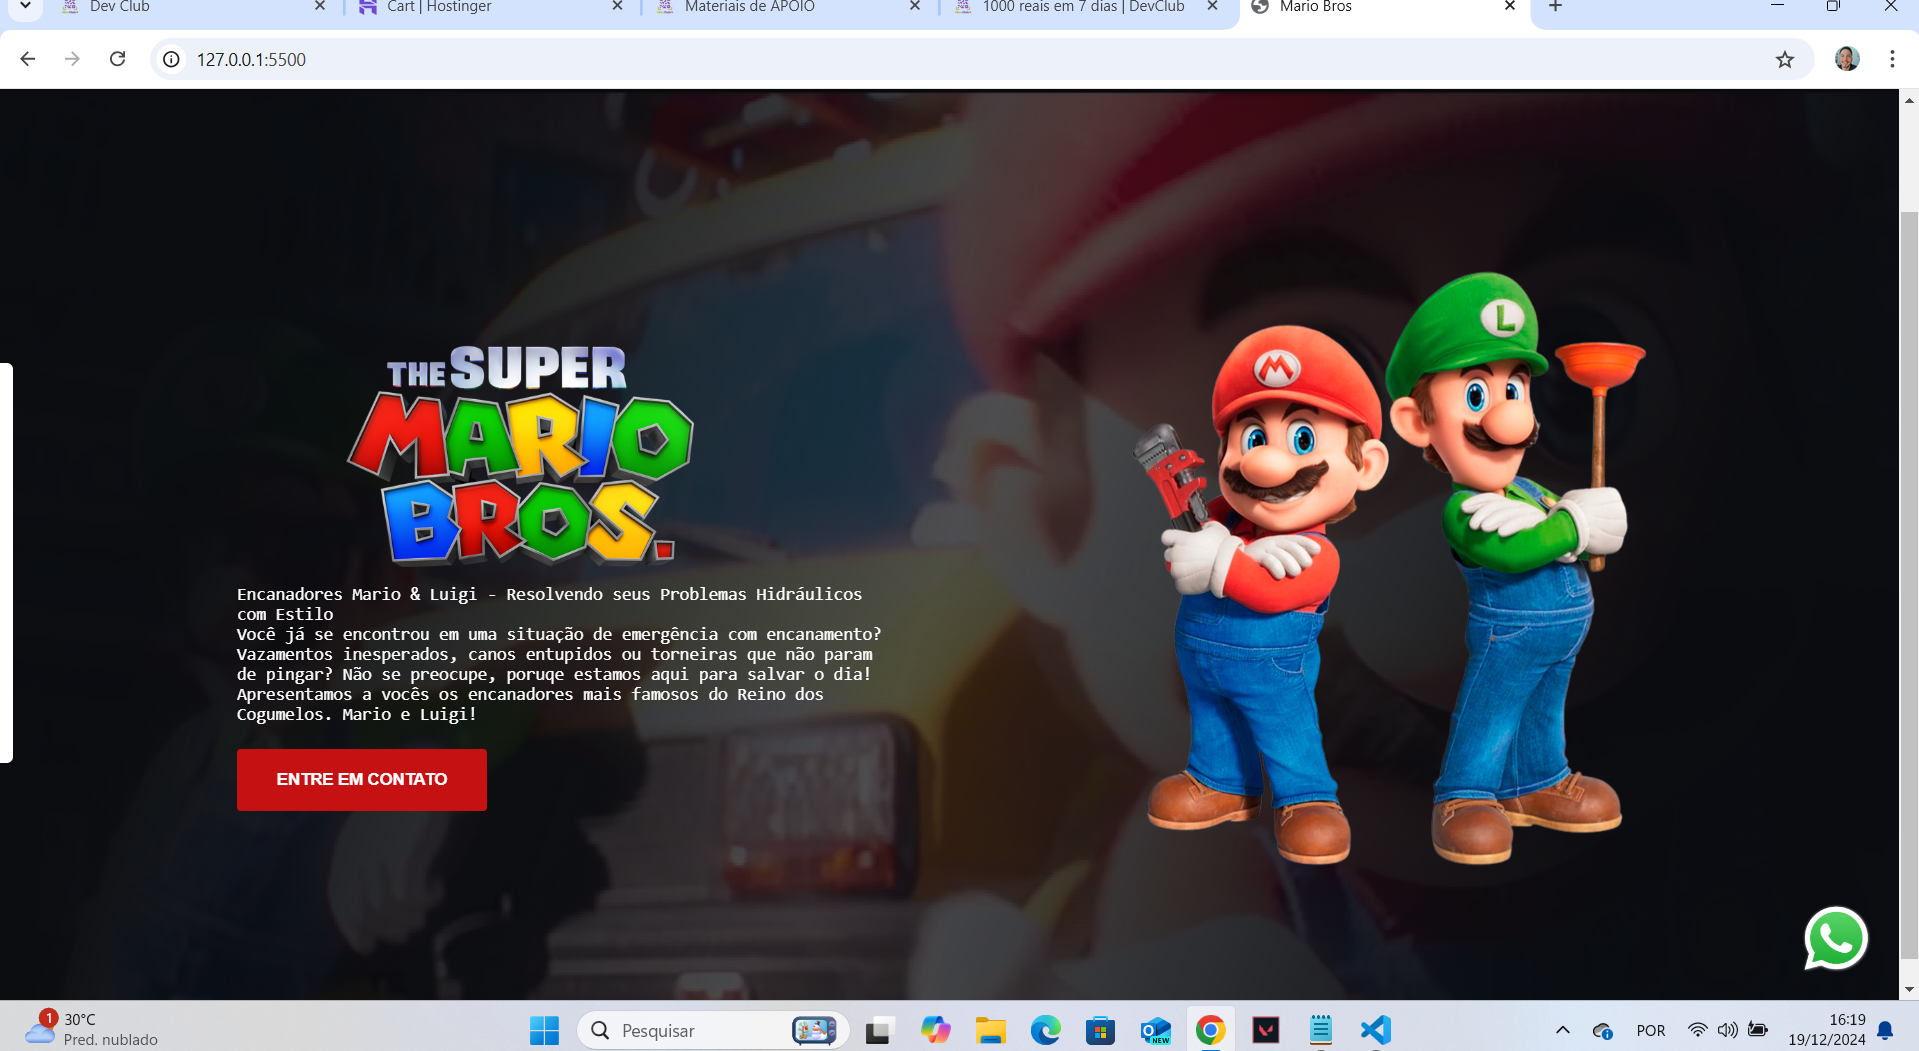 Dev Club
Cart | Hostinger
Materiais de APOIO
1000 reais em 7 dias | DevClub
Mario Bros
127.0.0.1:5500
THE SUPER
MARIO
BROS.
M
L
Encanadores Mario & Luigi - Resolvendo seus Problemas Hidráulicos
com Estilo
Você já se encontrou em uma situação de emergência com encanamento?
Vazamentos inesperados, canos entupidos ou torneiras que não param
de pingar? Não se preocupe, poruqe estamos aqui para salvar o dia!
Apresentamos a vocês os encanadores mais famosos do Reino dos
Cogumelos. Mario e Luigi!
ENTRE EM CONTATO
1
30°C
Pred. nublado
Pesquisar
NEW
POR
16:19
19/12/2024